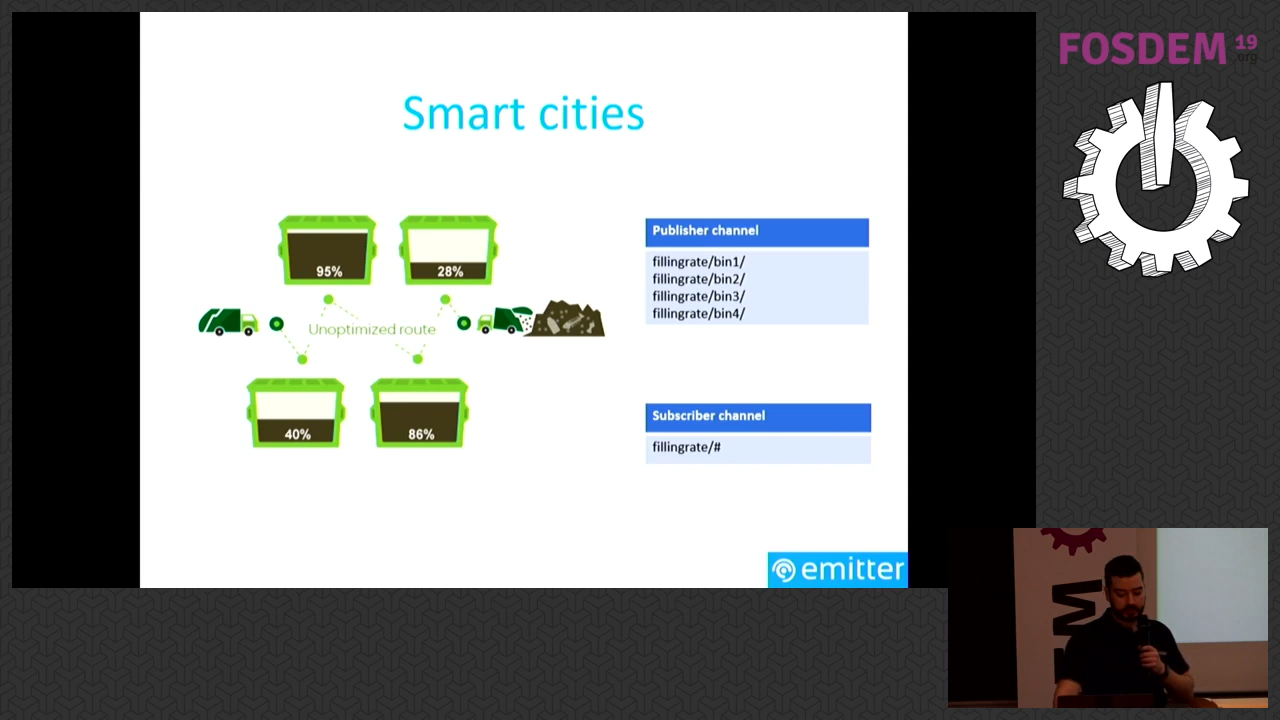 Smart cities
95%
28%
Unoptimized route
40%
86%
Publisher channel
fillingrate/bin1/
fillingrate/bin2/
fillingrate/bin3/
fillingrate/bin4/
Subscriber channel
fillingrate/#
emitter
FOSDEM 19
.org